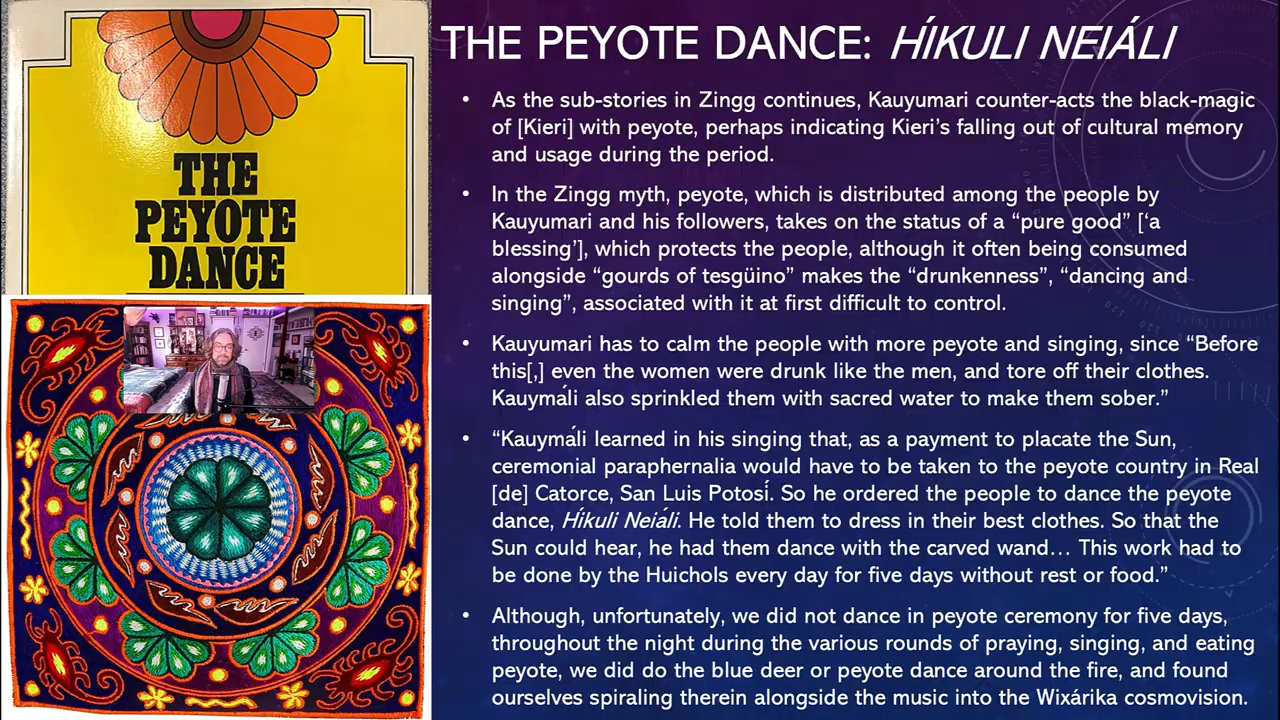 THE PEYOTE DANCE: HÍKULI NEIÁLI
THE
PEYOTE
DANCE
• As the sub-stories in Zingg continues, Kauyumari counter-acts the black-magic
of [Kieri] with peyote, perhaps indicating Kieri's falling out of cultural memory
and usage during the period.
• In the Zingg myth, peyote, which is distributed among the people by
Kauyumari and his followers, takes on the status of a “pure good” [‘a
blessing’], which protects the people, although it often being consumed
alongside “gourds of tesgüino” makes the “drunkenness”, “dancing and
singing”, associated with it at first difficult to control.
• Kauyumari has to calm the people with more peyote and singing, since “Before
this[,] even the women were drunk like the men, and tore off their clothes.
Kauymáli also sprinkled them with sacred water to make them sober.”
• “Kauymáli learned in his singing that, as a payment to placate the Sun,
ceremonial paraphernalia would have to be taken to the peyote country in Real
[de] Catorce, San Luis Potosí. So he ordered the people to dance the peyote
dance, Híkuli Neiáli. He told them to dress in their best clothes. So that the
Sun could hear, he had them dance with the carved wand... This work had to
be done by the Huichols every day for five days without rest or food.”
• Although, unfortunately, we did not dance in peyote ceremony for five days,
throughout the night during the various rounds of praying, singing, and eating
peyote, we did do the blue deer or peyote dance around the fire, and found
ourselves spiraling therein alongside the music into the Wixárika cosmovision.